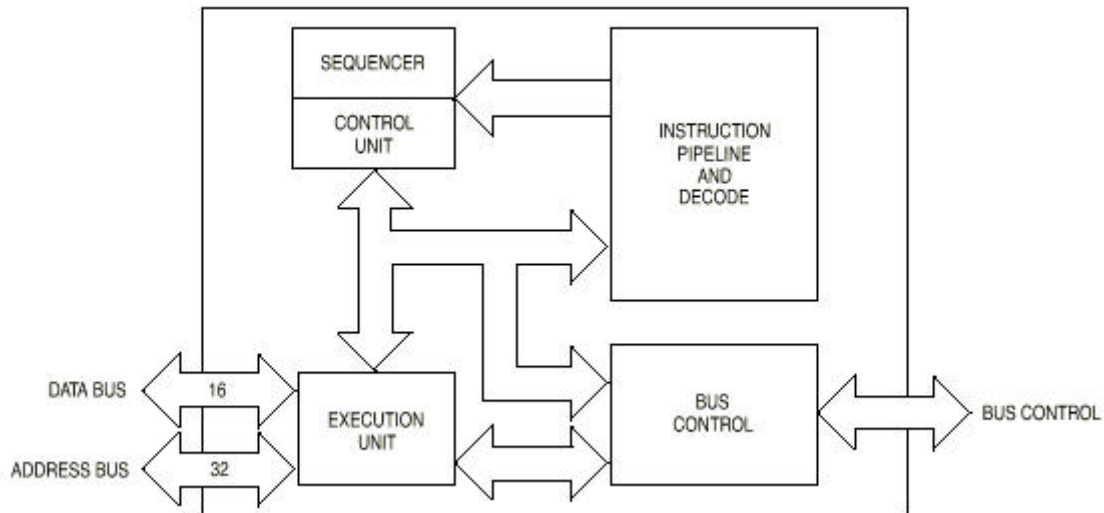 SEQUENCER
CONTROL
UNIT
INSTRUCTION
PIPELINE
AND
DECODE
DATA BUS
16
EXECUTION
UNIT
BUS
CONTROL
BUS CONTROL
ADDRESS BUS
32